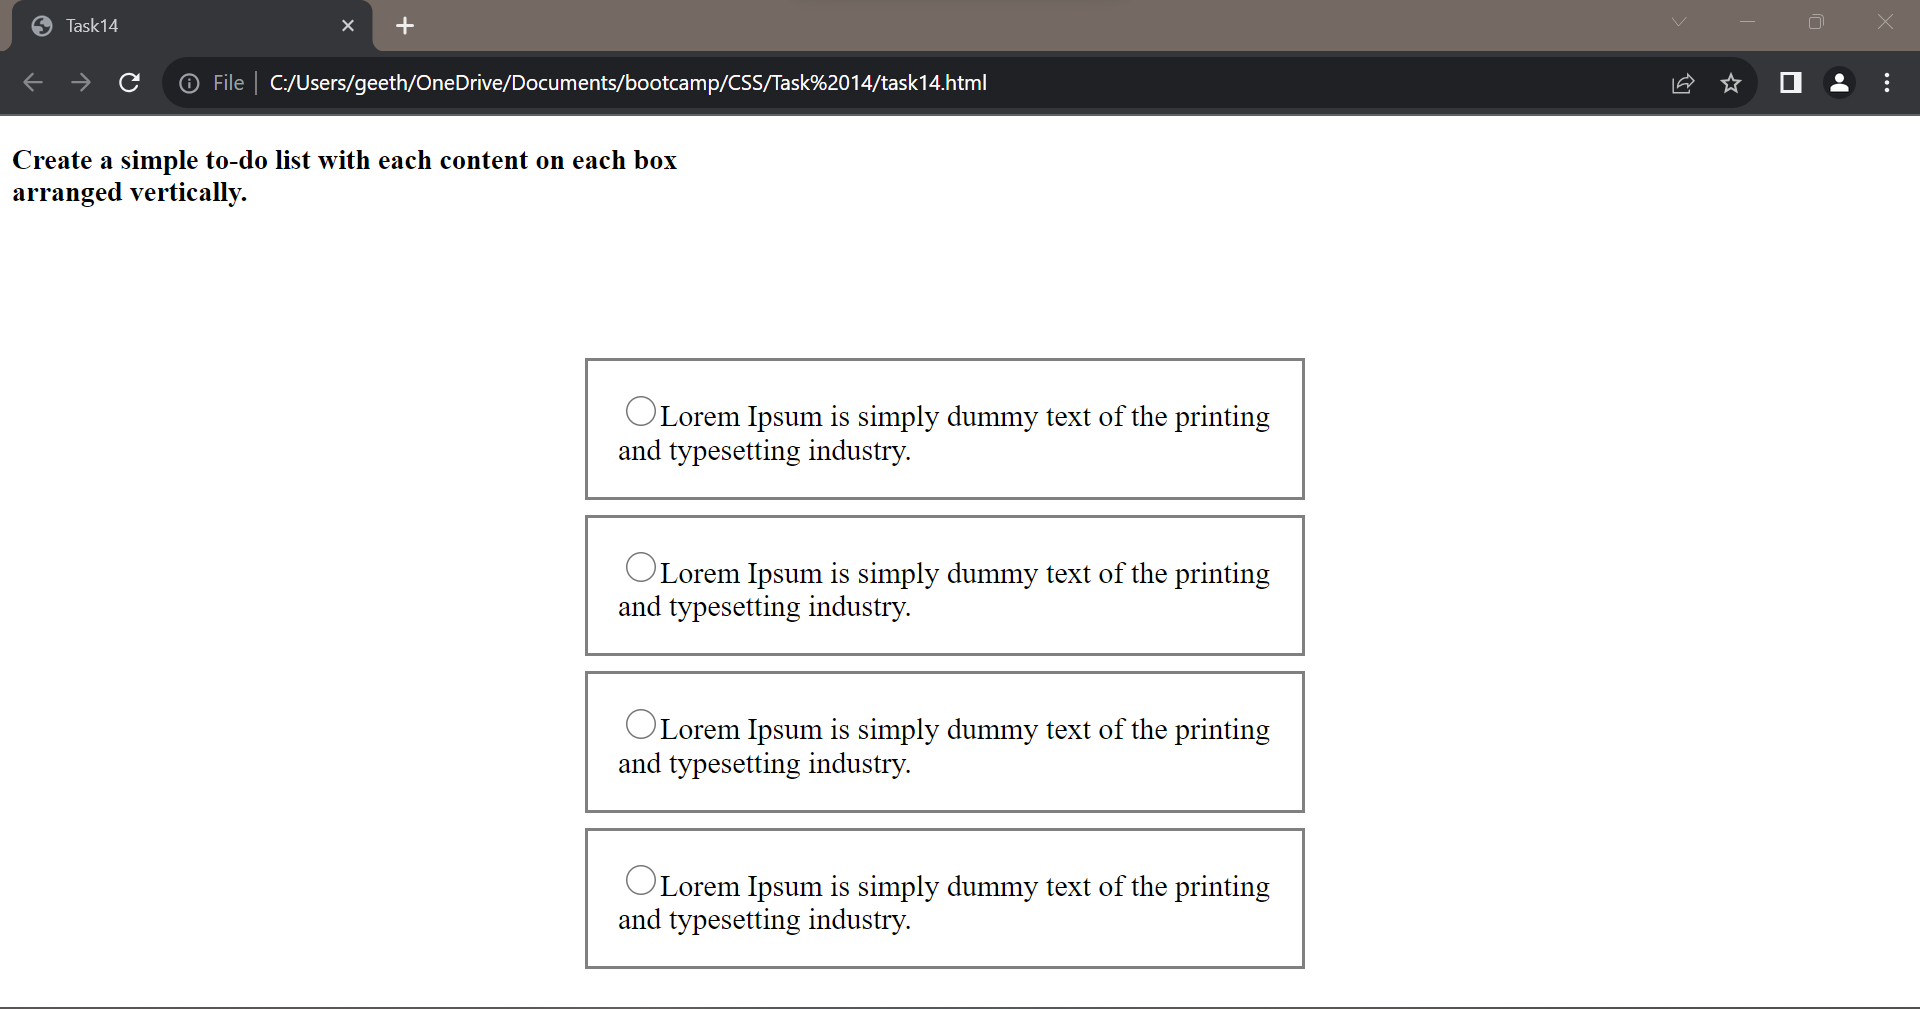 Task14
File C:/Users/geeth/OneDrive/Documents/bootcamp/CSS/Task%2014/task14.html
Create a simple to-do list with each content on each box
arranged vertically.
Lorem Ipsum is simply dummy text of the printing
and typesetting industry.
Lorem Ipsum is simply dummy text of the printing
and typesetting industry.
Lorem Ipsum is simply dummy text of the printing
and typesetting industry.
Lorem Ipsum is simply dummy text of the printing
and typesetting industry.